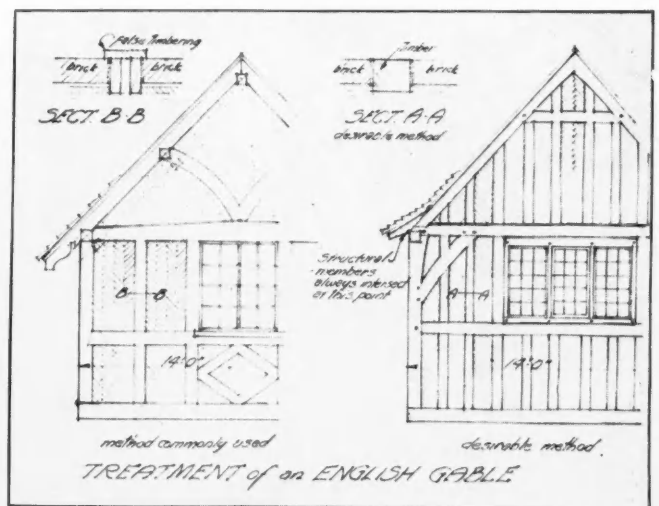 false timbering
brick
brick
SECT. B-B
timber
brick
brick
SECT. A-A
desirable method
Structural
members
always intersect
at this point
B B
A A
14'-0"
14'-0"
method commonly used
desirable method
TREATMENT of an ENGLISH GABLE